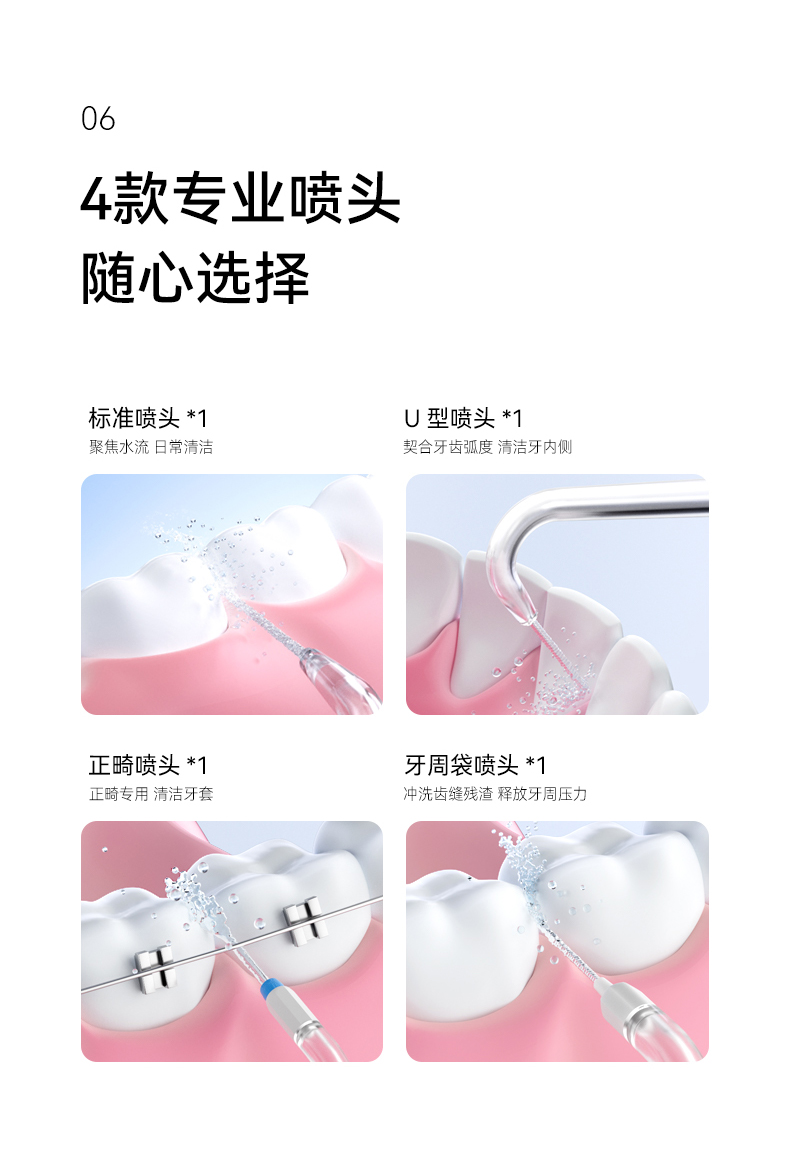 06
4款专业喷头
随心选择
标准喷头 *1
聚焦水流 日常清洁
U 型喷头 *1
契合牙齿弧度 清洁牙内侧
正畸喷头 *1
正畸专用 清洁牙套
牙周袋喷头 *1
冲洗齿缝残渣 释放牙周压力